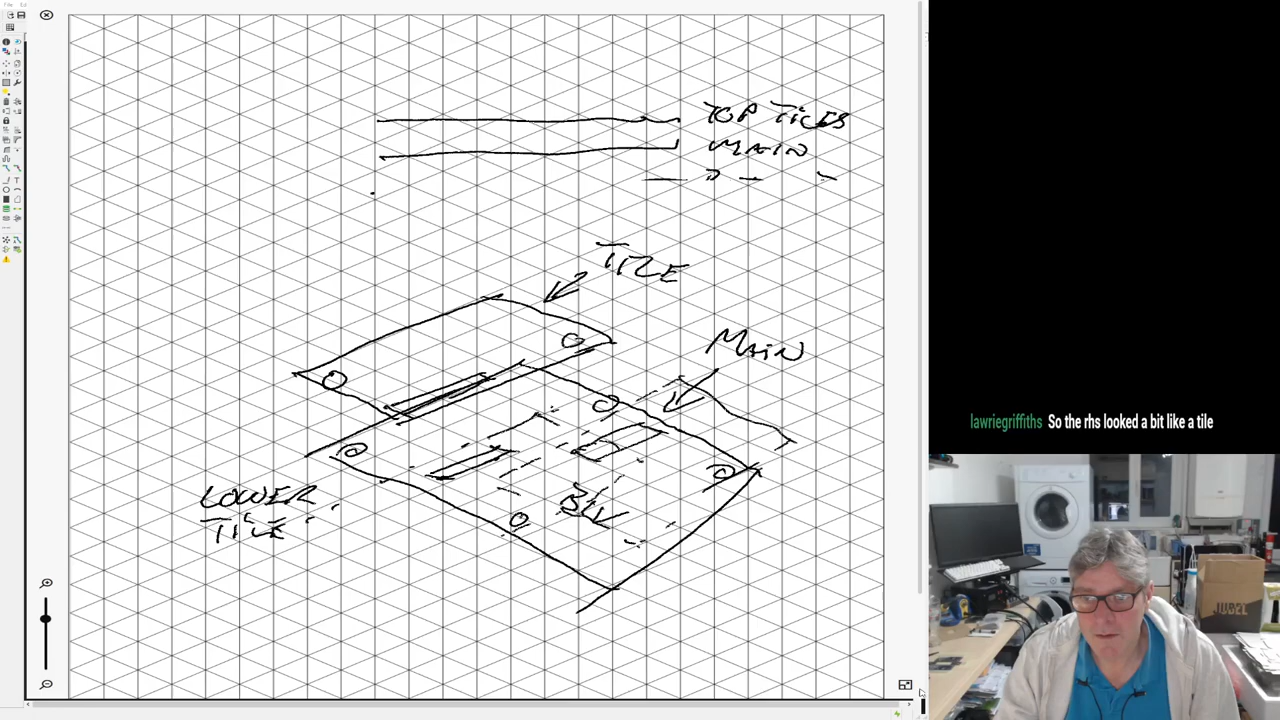 TOP TILES
MAIN
TILE
MAIN
LOWER
TILE
lawriegriffiths So the rhs looked a bit like a tile